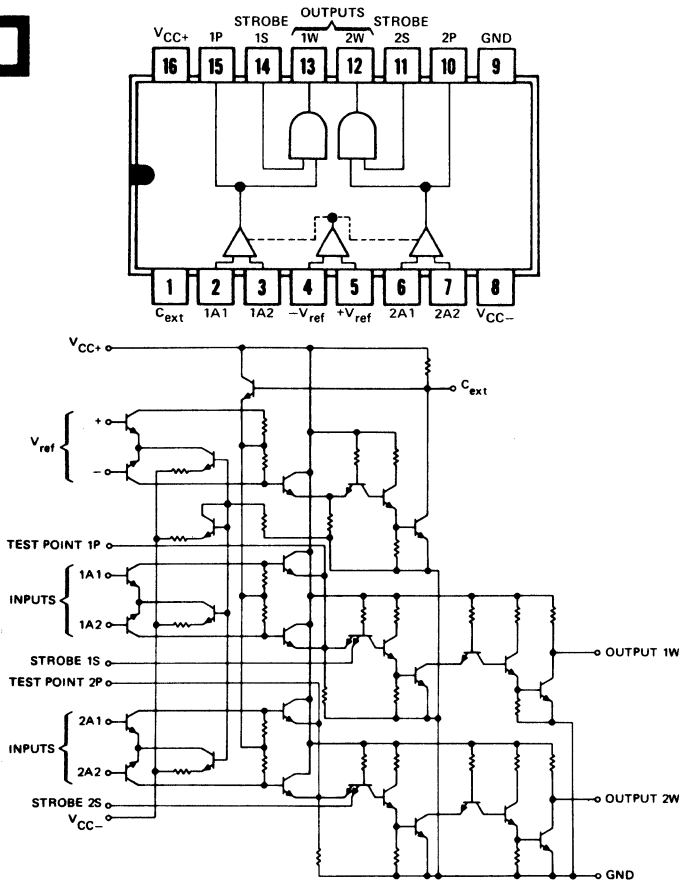 OUTPUTS
STROBE STROBE
VCC+ 1P 1S 1W 2W 2S 2P GND
16 15 14 13 12 11 10 9
1 2 3 4 5 6 7 8
Cext 1A1 1A2 −Vref +Vref 2A1 2A2 VCC−
VCC+
Cext
+
Vref
−
TEST POINT 1P
1A1
INPUTS
1A2
STROBE 1S
OUTPUT 1W
TEST POINT 2P
2A1
INPUTS
2A2
STROBE 2S
OUTPUT 2W
VCC−
GND